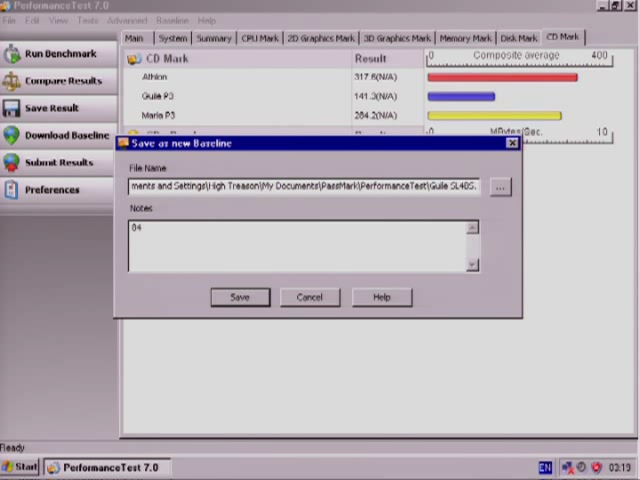 PerformanceTest 7.0
File Edit View Tests Advanced Baseline Help
Main System Summary CPU Mark 2D Graphics Mark 3D Graphics Mark Memory Mark Disk Mark CD Mark
Run Benchmark
Compare Results
Save Result
Download Baseline
Submit Results
Preferences
CD Mark Result 0 Composite average 400
Athlon 317.6(N/A)
Guile P3 141.3(N/A)
Maria P3 284.2(N/A)
0 MBytes/Sec. 10
Save as new Baseline
File Name
ments and Settings\High Treason\My Documents\PassMark\PerformanceTest\Guile SL4BS. ...
Notes
84
Save Cancel Help
Ready
Start PerformanceTest 7.0 EN 03:19